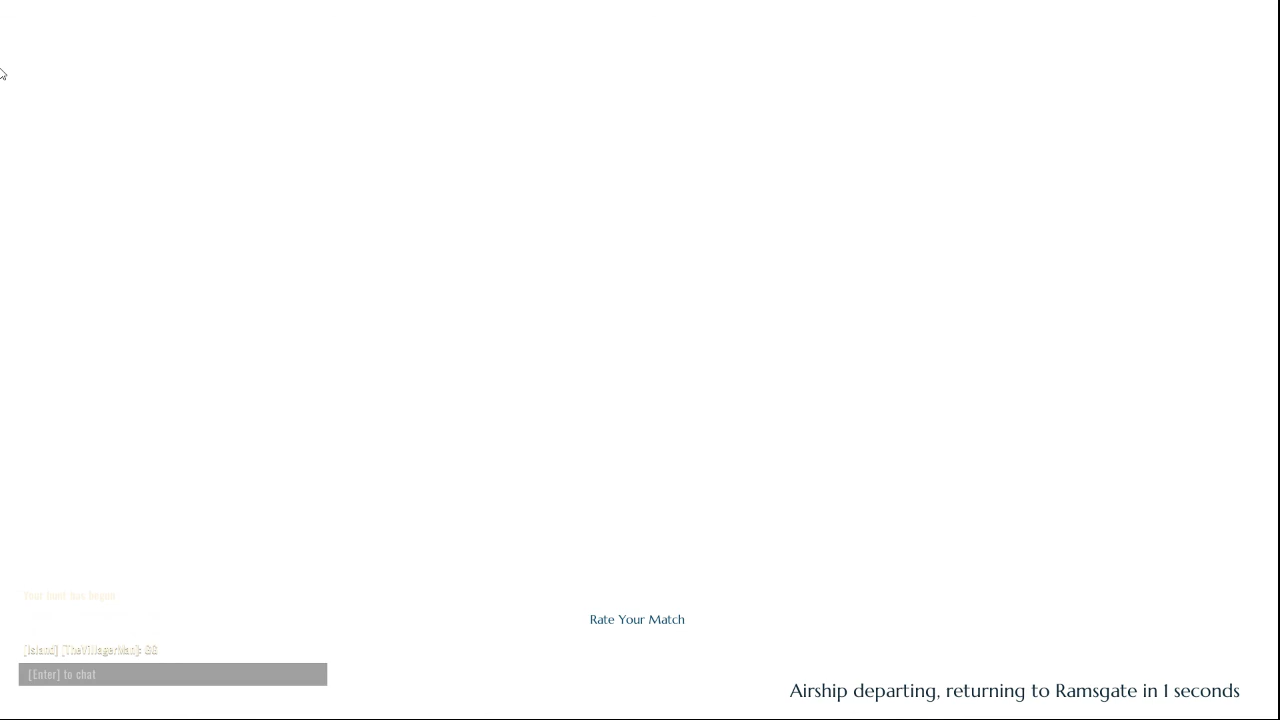 Your hunt has begun
Rate Your Match
[Island] [TheVillagerMan]: GG
[Enter] to chat
Airship departing, returning to Ramsgate in 1 seconds